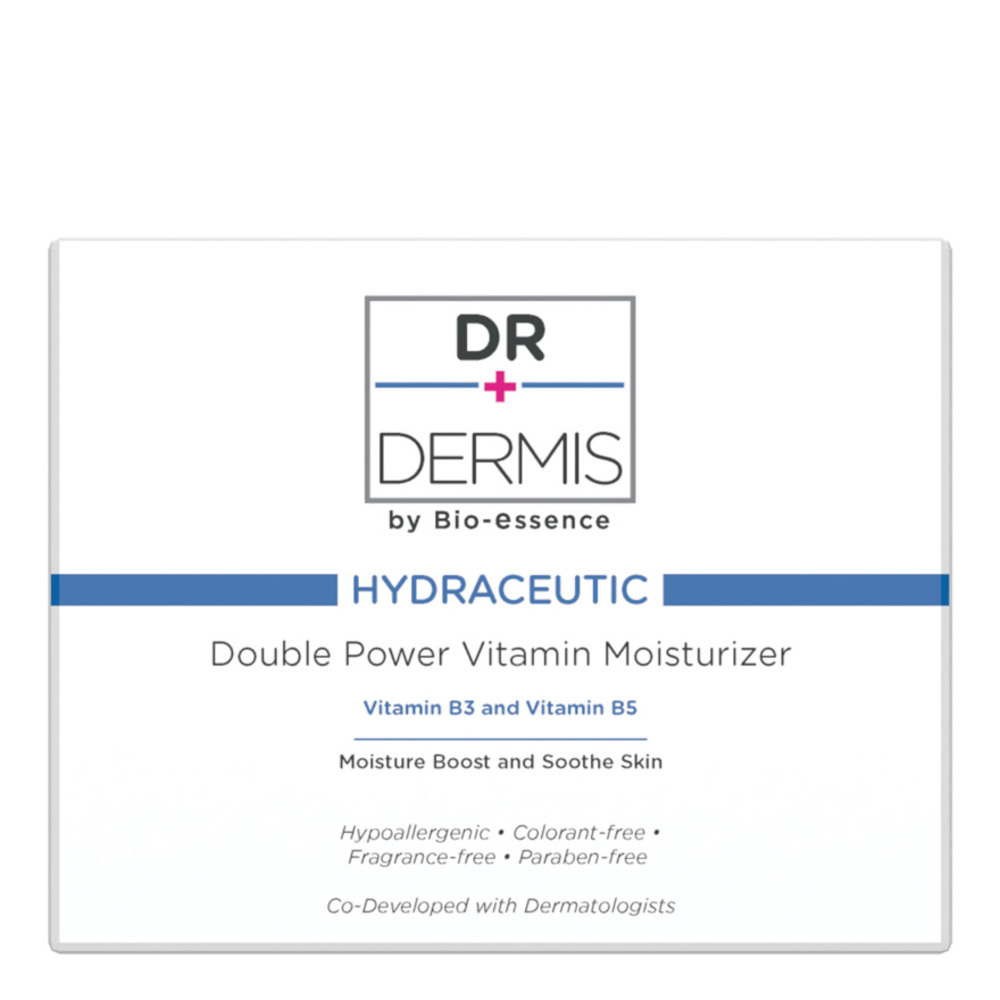 DR
DERMIS
by Bio-essence
HYDRACEUTIC
Double Power Vitamin Moisturizer
Vitamin B3 and Vitamin B5
Moisture Boost and Soothe Skin
Hypoallergenic • Colorant-free •
Fragrance-free • Paraben-free
Co-Developed with Dermatologists